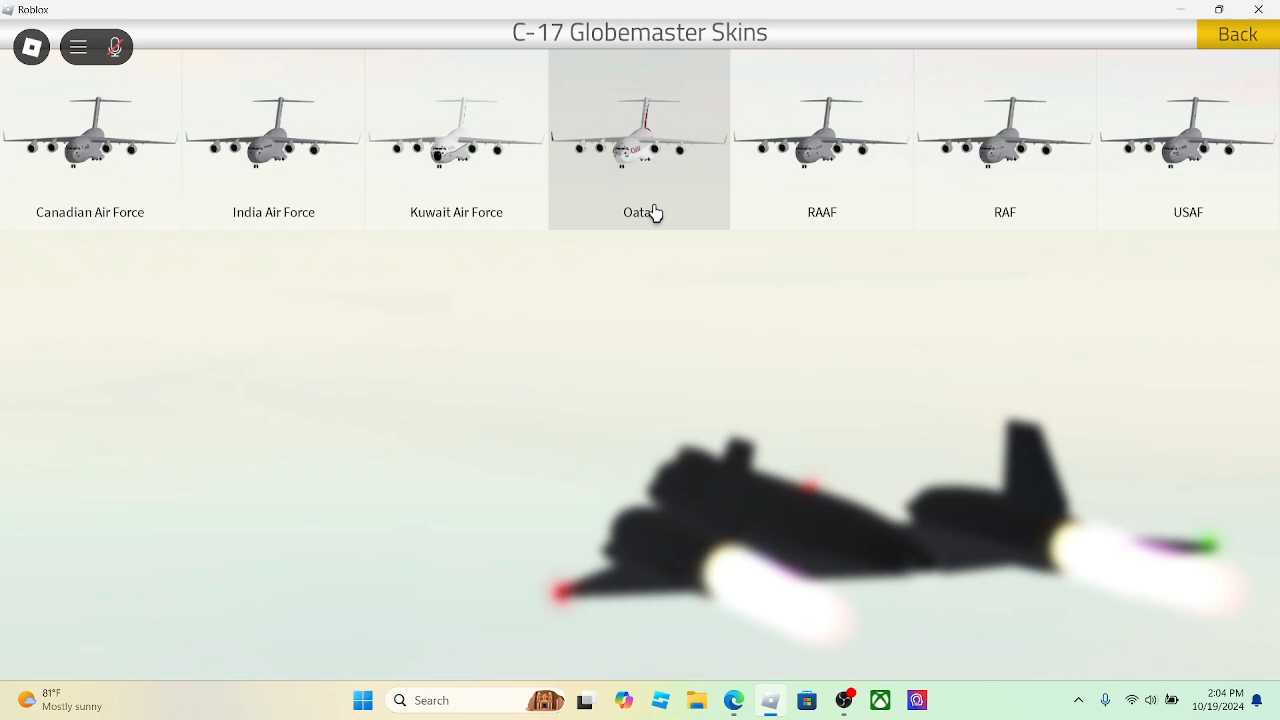 Roblox
C-17 Globemaster Skins
Back
Canadian Air Force
India Air Force
Kuwait Air Force
RAAF
RAF
USAF
81°F
Mostly sunny
Search
2:04 PM
10/19/2024